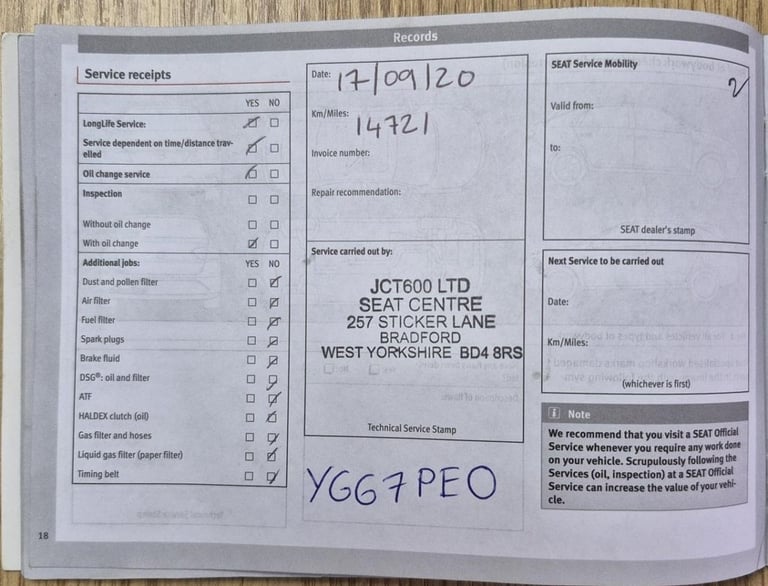 Records
Service receipts
YES NO
LongLife Service:
Service dependent on time/distance trav-
elled
Oil change service
Inspection
Without oil change
With oil change
Additional jobs: YES NO
Dust and pollen filter
Air filter
Fuel filter
Spark plugs
Brake fluid
DSG®: oil and filter
ATF
HALDEX clutch (oil)
Gas filter and hoses
Liquid gas filter (paper filter)
Timing belt
18
Date: 17/09/20
Km/Miles:
14721
Invoice number:
Repair recommendation:
Service carried out by:
JCT600 LTD
SEAT CENTRE
257 STICKER LANE
BRADFORD
WEST YORKSHIRE BD4 8RS
Technical Service Stamp
YG67PEO
SEAT Service Mobility
2
Valid from:
to:
SEAT dealer's stamp
Next Service to be carried out
Date:
Km/Miles:
(whichever is first)
i Note
We recommend that you visit a SEAT Official
Service whenever you require any work done
on your vehicle. Scrupulously following the
Services (oil, inspection) at a SEAT Official
Service can increase the value of your vehi-
cle.